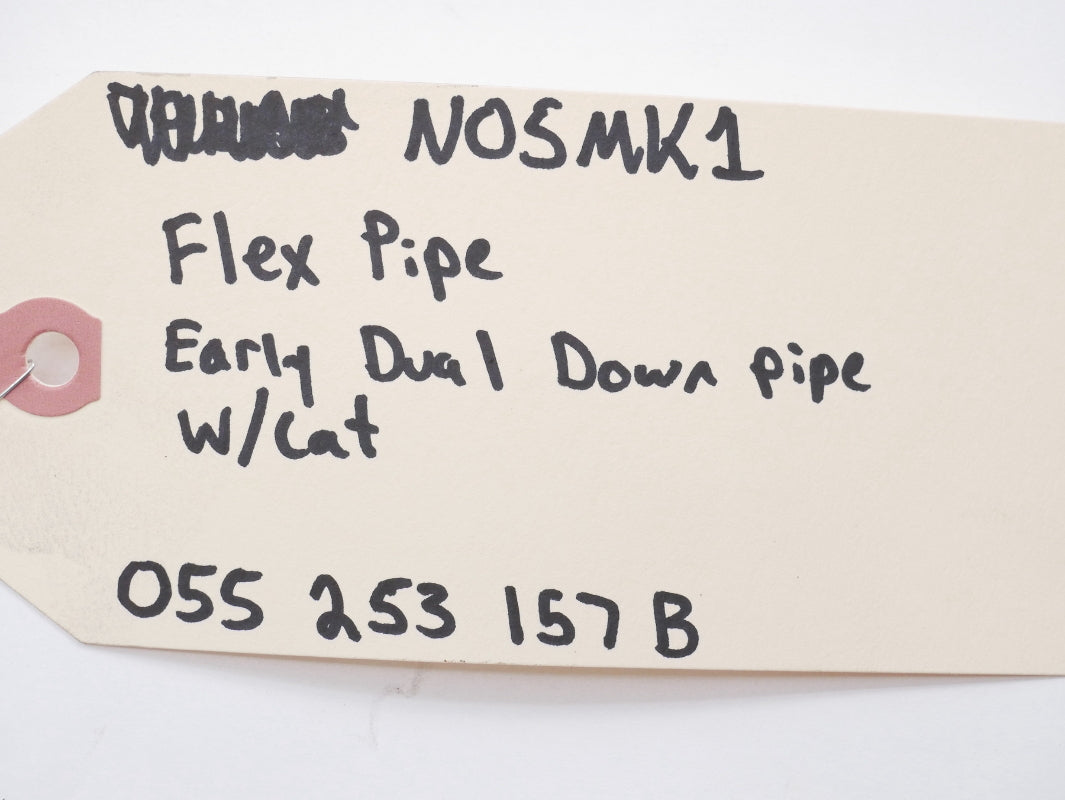 NOSMK1
Flex Pipe
Early Dual Down pipe
W/Cat
055 253 157 B